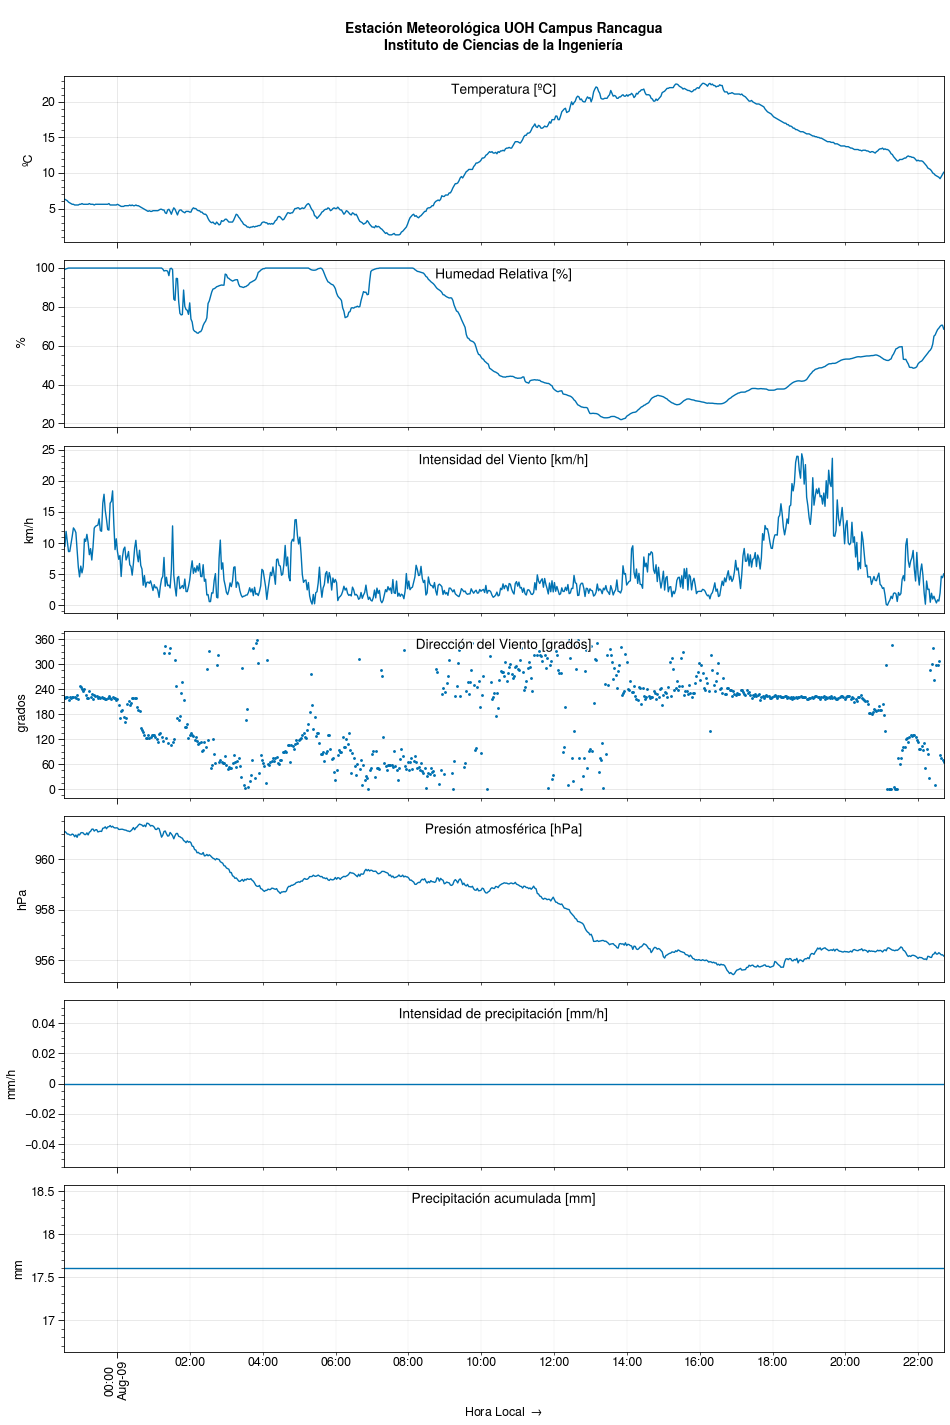 Estación Meteorológica UOH Campus Rancagua
Instituto de Ciencias de la Ingeniería
Temperatura [ºC]
ºC
20
15
10
5
Humedad Relativa [%]
%
100
80
60
40
20
Intensidad del Viento [km/h]
km/h
25
20
15
10
5
0
Dirección del Viento [grados]
grados
360
300
240
180
120
60
0
Presión atmosférica [hPa]
hPa
960
958
956
Intensidad de precipitación [mm/h]
mm/h
0.04
0.02
0
−0.02
−0.04
Precipitación acumulada [mm]
mm
18.5
18
17.5
17
00:00
Aug-09
02:00
04:00
06:00
08:00
10:00
12:00
14:00
16:00
18:00
20:00
22:00
Hora Local →